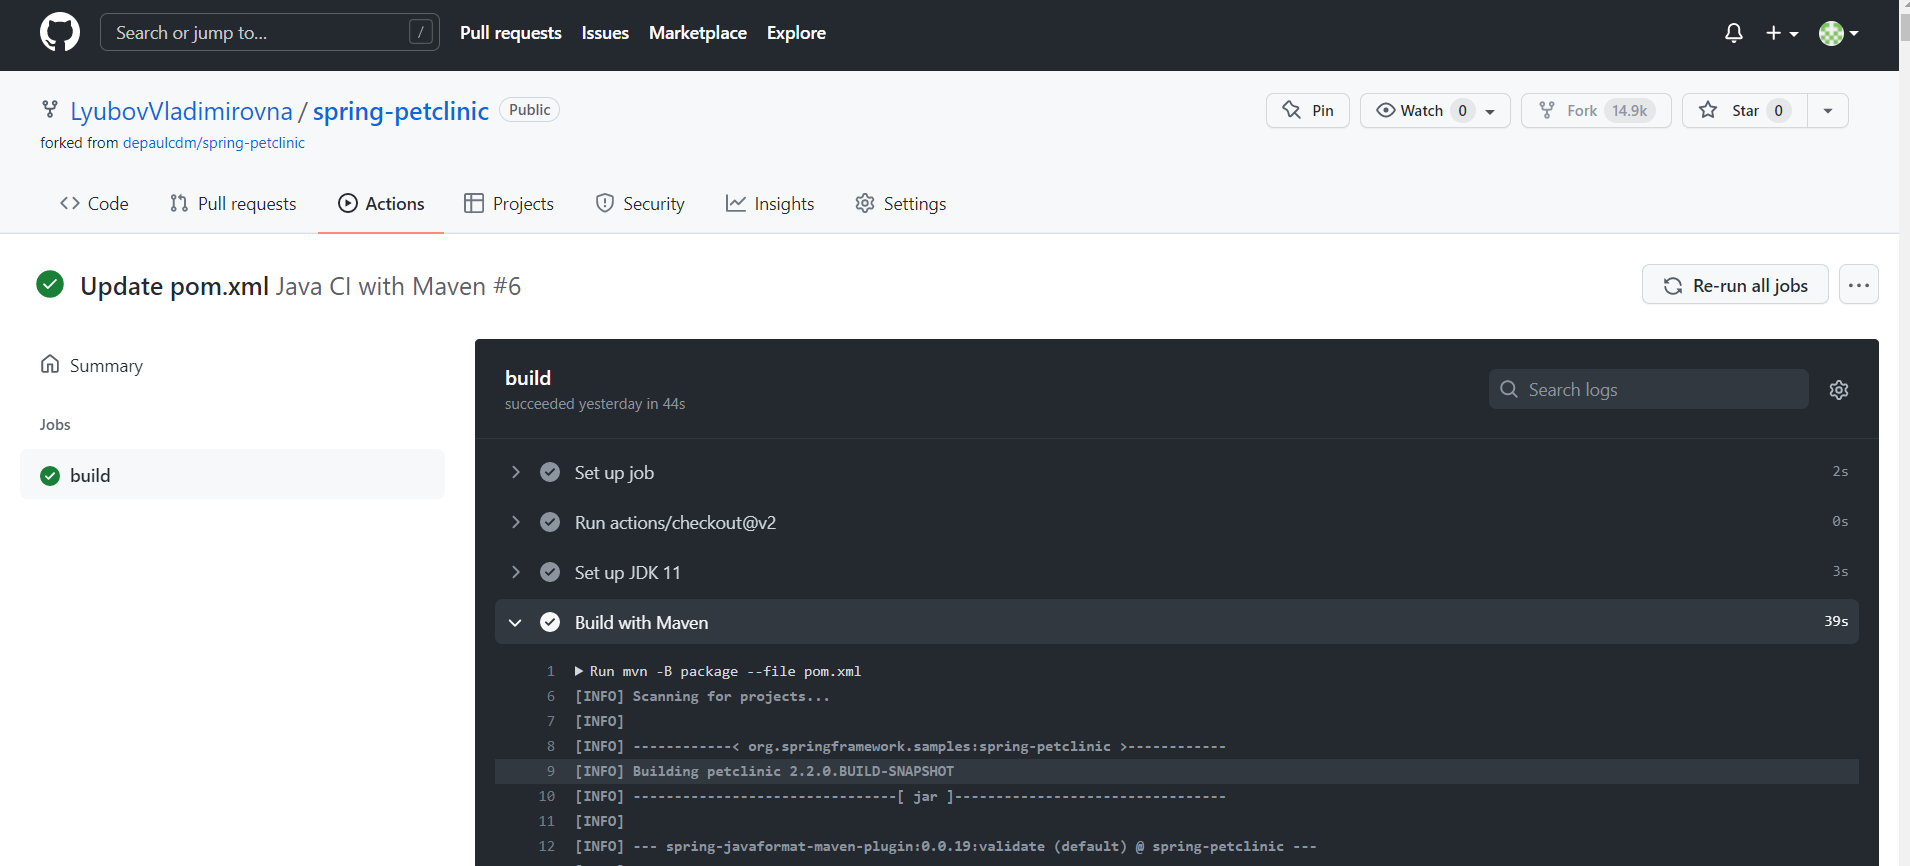 Search or jump to... /
Pull requests Issues Marketplace Explore
LyubovVladimirovna / spring-petclinic Public
Pin Watch 0 Fork 14.9k Star 0
forked from depaulcdm/spring-petclinic
Code Pull requests Actions Projects Security Insights Settings
Update pom.xml Java CI with Maven #6
Re-run all jobs
Summary
Jobs
build
build
succeeded yesterday in 44s
Search logs
Set up job 2s
Run actions/checkout@v2 0s
Set up JDK 11 3s
Build with Maven 39s
1 Run mvn -B package --file pom.xml
6 [INFO] Scanning for projects...
7 [INFO]
8 [INFO] ------------< org.springframework.samples:spring-petclinic >------------
9 [INFO] Building petclinic 2.2.0.BUILD-SNAPSHOT
10 [INFO] --------------------------------[ jar ]---------------------------------
11 [INFO]
12 [INFO] --- spring-javaformat-maven-plugin:0.0.19:validate (default) @ spring-petclinic ---